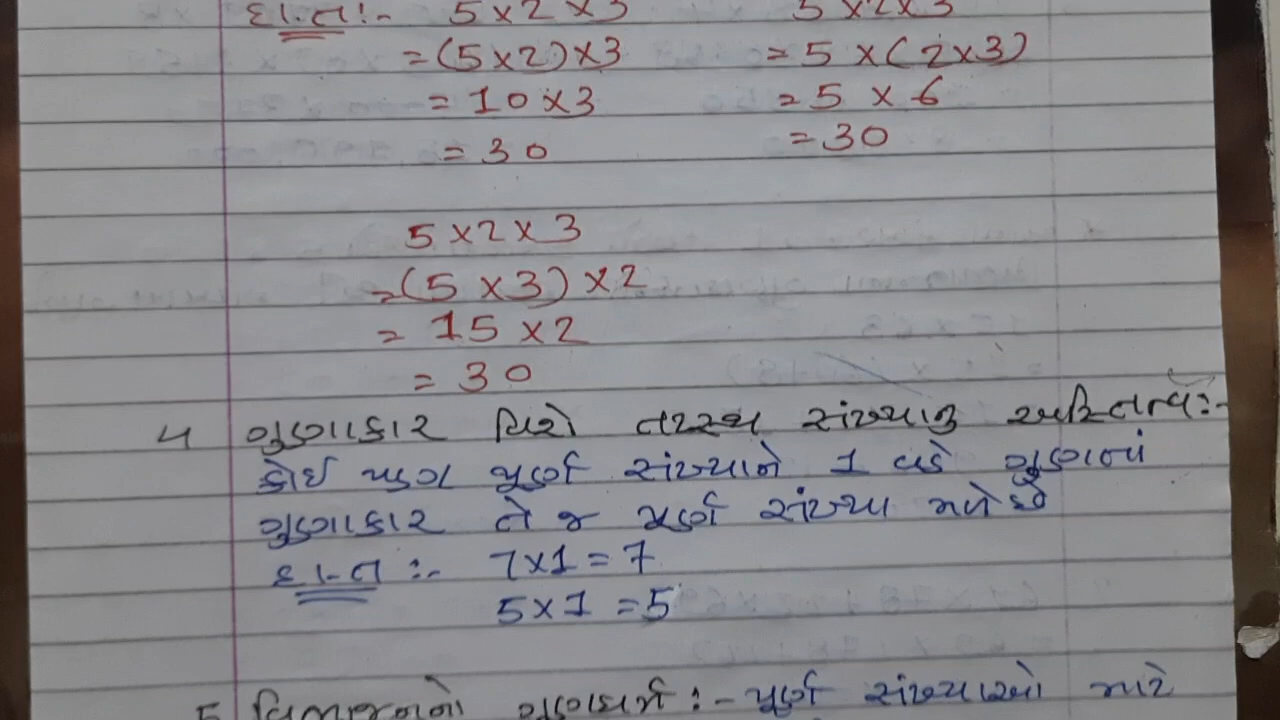 દા.ત:- 5×2×3 5×2×3
=(5×2)×3 =5×(2×3)
=10×3 =5×6
=30 =30
5×2×3
=(5×3)×2
=15×2
=30
4 ગુણાકાર વિશે તટસ્થ સંખ્યાનુ અસ્તિત્વ:-
કોઈ પણ પૂર્ણ સંખ્યાને 1 વડે ગુણતાં
ગુણાકાર તે જ પૂર્ણ સંખ્યા મળે છે
દા.ત :- 7×1=7
5×1=5
5 વિભાજનનો ગુણધર્મ:- પૂર્ણ સંખ્યાઓ માટે